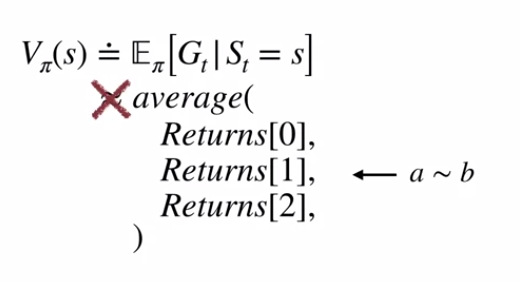 Vπ(s) ≐ 𝔼π[Gt | St = s]
average(
Returns[0],
Returns[1], ← a ∼ b
Returns[2],
)